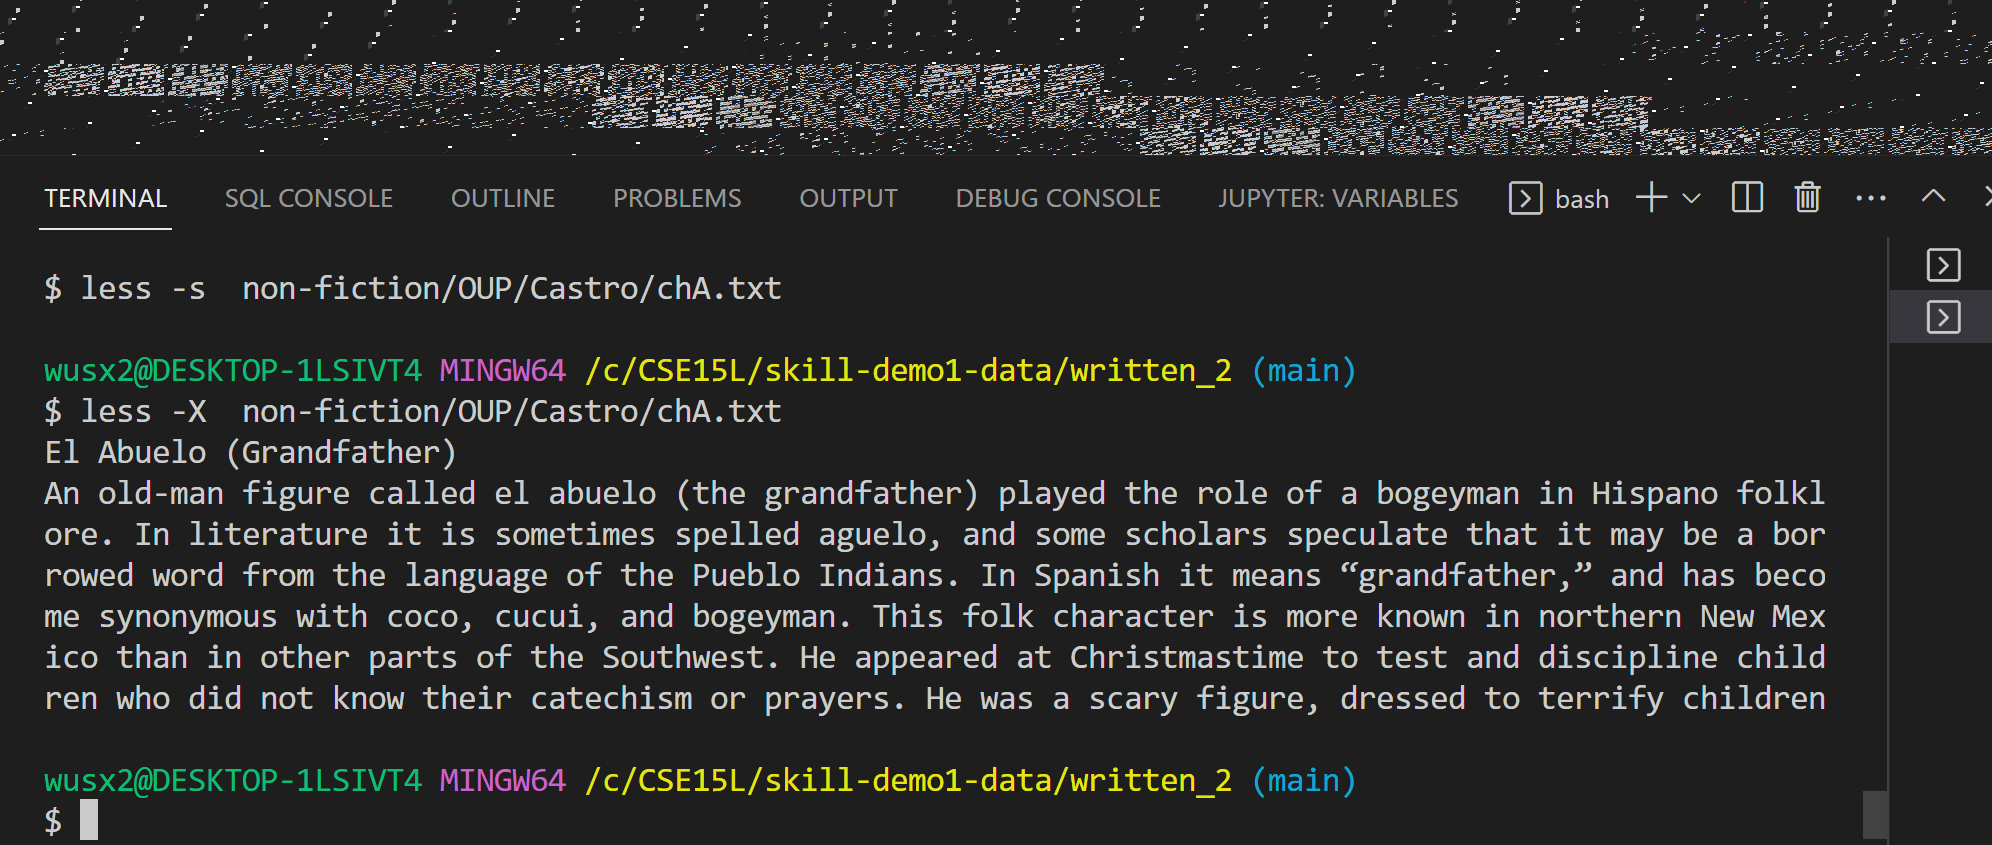 TERMINAL SQL CONSOLE OUTLINE PROBLEMS OUTPUT DEBUG CONSOLE JUPYTER: VARIABLES bash
$ less -s  non-fiction/OUP/Castro/chA.txt
wusx2@DESKTOP-1LSIVT4 MINGW64 /c/CSE15L/skill-demo1-data/written_2 (main)
$ less -X  non-fiction/OUP/Castro/chA.txt
El Abuelo (Grandfather)
An old-man figure called el abuelo (the grandfather) played the role of a bogeyman in Hispano folkl
ore. In literature it is sometimes spelled aguelo, and some scholars speculate that it may be a bor
rowed word from the language of the Pueblo Indians. In Spanish it means “grandfather,” and has beco
me synonymous with coco, cucui, and bogeyman. This folk character is more known in northern New Mex
ico than in other parts of the Southwest. He appeared at Christmastime to test and discipline child
ren who did not know their catechism or prayers. He was a scary figure, dressed to terrify children
wusx2@DESKTOP-1LSIVT4 MINGW64 /c/CSE15L/skill-demo1-data/written_2 (main)
$